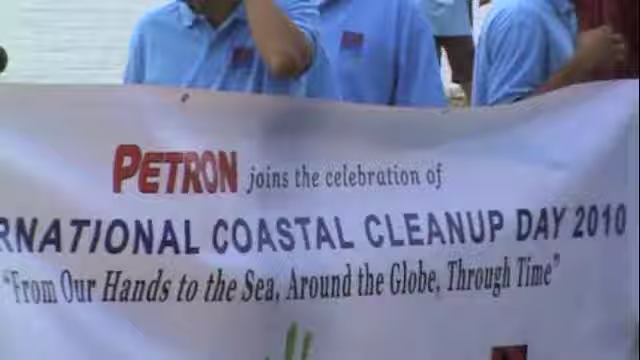 PETRON joins the celebration of
RNATIONAL COASTAL CLEANUP DAY 2010
"From Our Hands to the Sea, Around the Globe, Through Time"